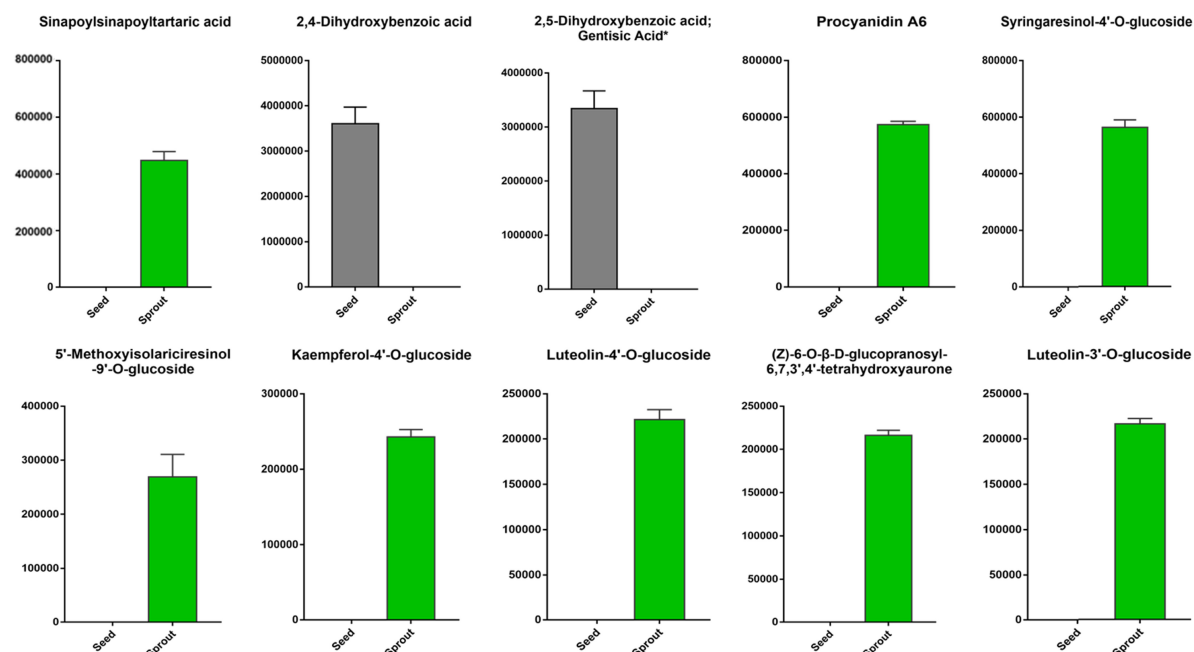 Sinapoylsinapoyltartaric acid
800000
600000
400000
200000
0
Seed
Sprout
2,4-Dihydroxybenzoic acid
5000000
4000000
3000000
2000000
1000000
0
Seed
Sprout
2,5-Dihydroxybenzoic acid;
Gentisic Acid*
4000000
3000000
2000000
1000000
0
Seed
Sprout
Procyanidin A6
800000
600000
400000
200000
0
Seed
Sprout
Syringaresinol-4'-O-glucoside
800000
600000
400000
200000
0
Seed
Sprout
5'-Methoxyisolariciresinol
-9'-O-glucoside
400000
300000
200000
100000
0
Seed
Sprout
Kaempferol-4'-O-glucoside
300000
200000
100000
0
Seed
Sprout
Luteolin-4'-O-glucoside
250000
200000
150000
100000
50000
0
Seed
Sprout
(Z)-6-O-β-D-glucopranosyl-
6,7,3',4'-tetrahydroxyaurone
250000
200000
150000
100000
50000
0
Seed
Sprout
Luteolin-3'-O-glucoside
250000
200000
150000
100000
50000
0
Seed
Sprout